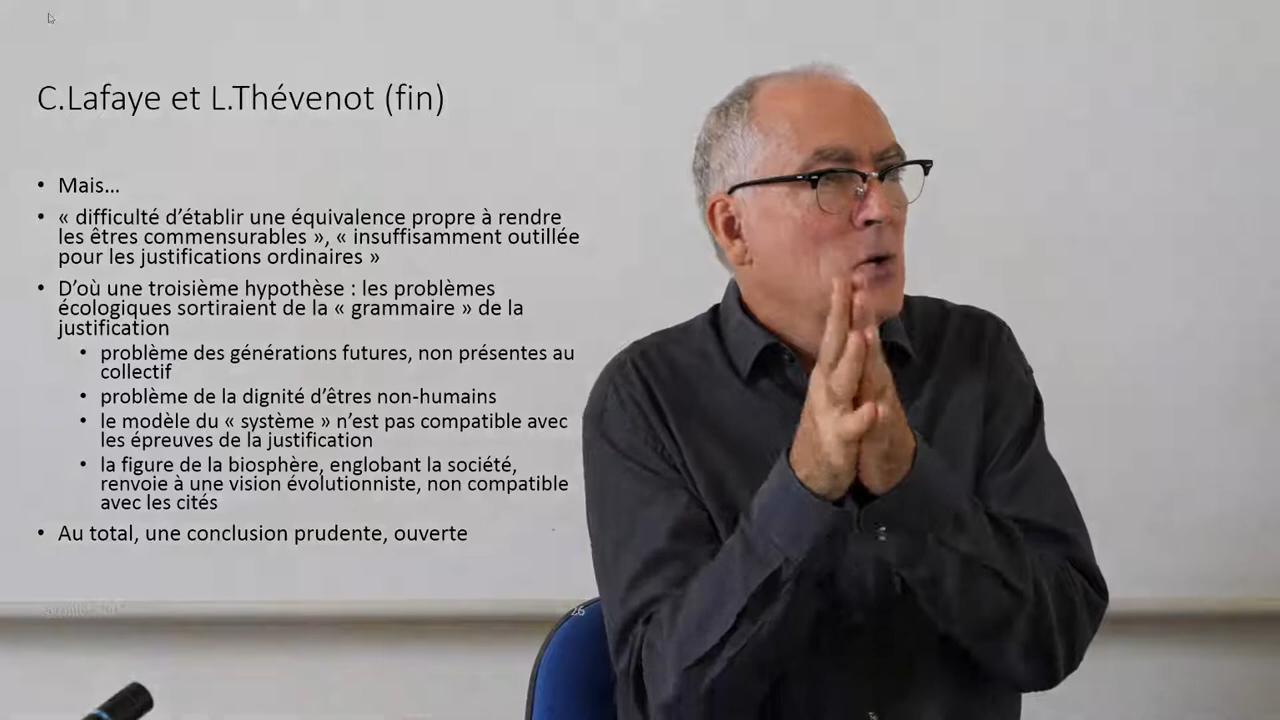 C.Lafaye et L.Thévenot (fin)
• Mais...
• « difficulté d’établir une équivalence propre à rendre
les êtres commensurables », « insuffisamment outillée
pour les justifications ordinaires »
• D’où une troisième hypothèse : les problèmes
écologiques sortiraient de la « grammaire » de la
justification
• problème des générations futures, non présentes au
collectif
• problème de la dignité d’êtres non-humains
• le modèle du « système » n’est pas compatible avec
les épreuves de la justification
• la figure de la biosphère, englobant la société,
renvoie à une vision évolutionniste, non compatible
avec les cités
• Au total, une conclusion prudente, ouverte
26